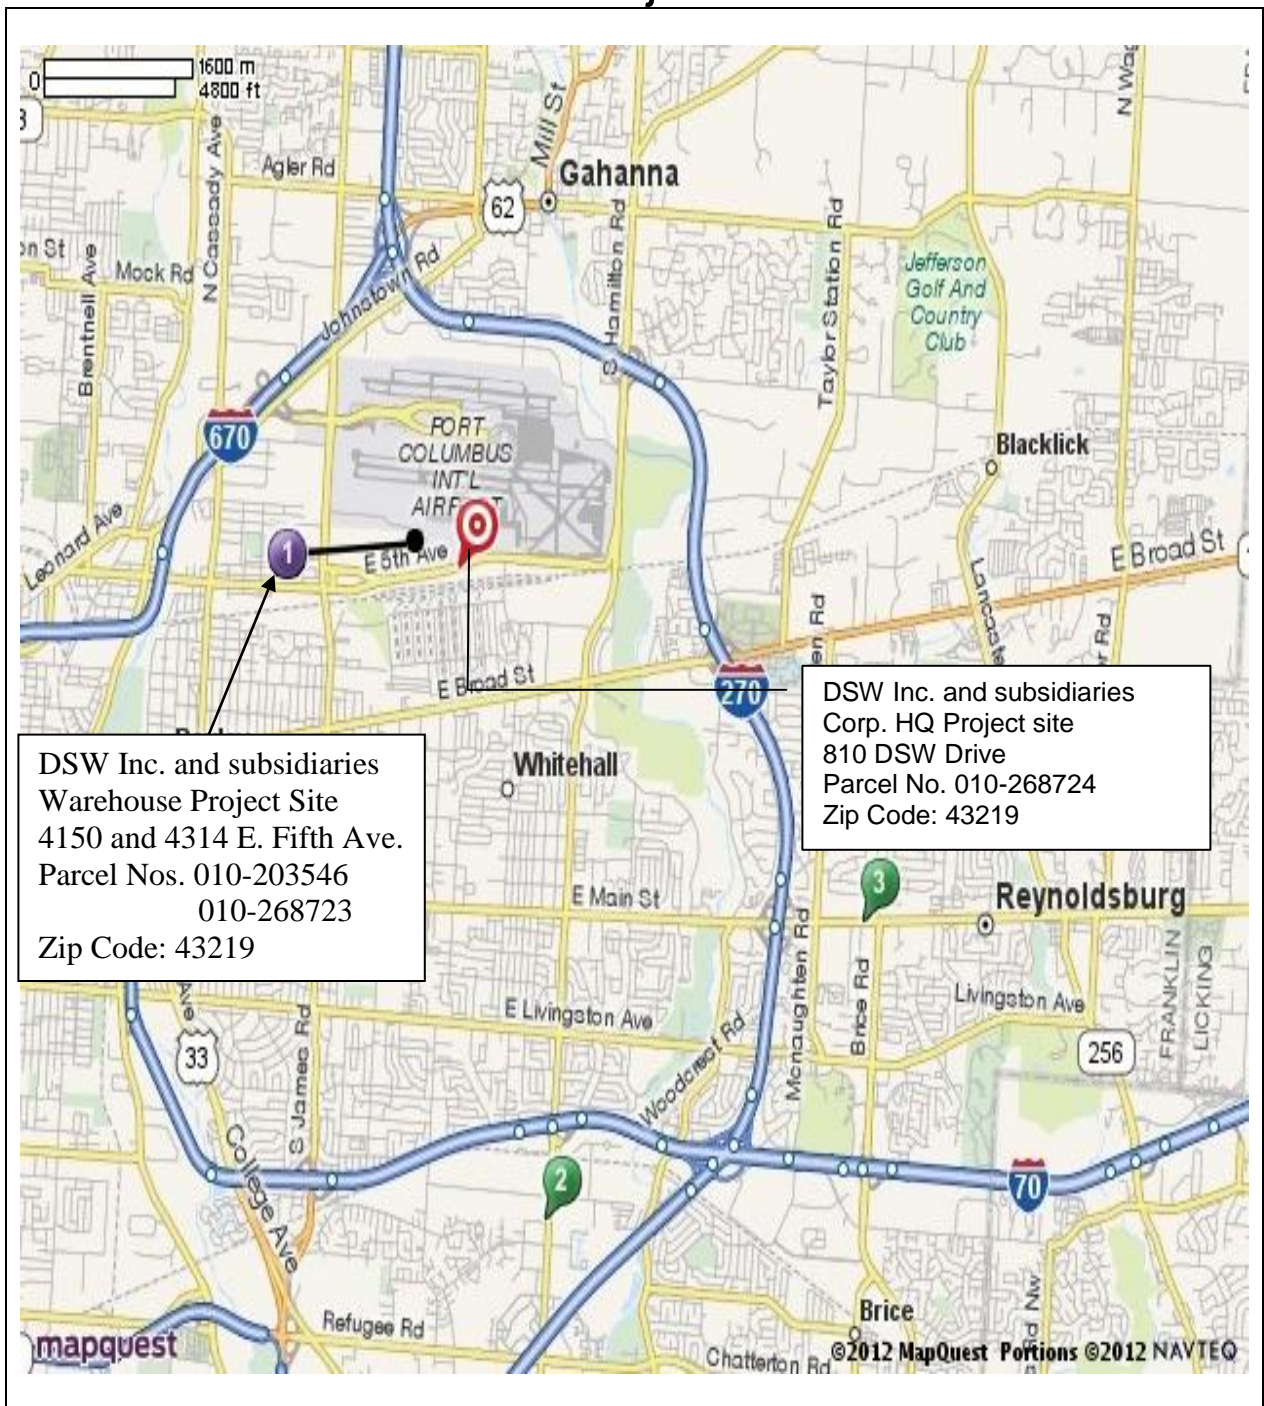 0
1600 m
4800 ft
N Cassady Ave
Agler Rd
Mill St
Gahanna
62
Mock Rd
Brentnell Ave
Johnstown Rd
S Hamilton Rd
Taylor Station Rd
Jefferson
Golf And
Country
Club
670
PORT
COLUMBUS
INT'L
Blacklick
Leonard Ave
1
E 5th Ave
E Broad St
E Broad St
270
DSW Inc. and subsidiaries
Corp. HQ Project site
810 DSW Drive
Parcel No. 010-268724
Zip Code: 43219
DSW Inc. and subsidiaries
Warehouse Project Site
4150 and 4314 E. Fifth Ave.
Parcel Nos. 010-203546
010-268723
Zip Code: 43219
Whitehall
3
E Main St
Reynoldsburg
Mcnaughten Rd
Brice Rd
FRANKLIN
LICKING
E Livingston Ave
Livingston Ave
Woodcrest Rd
256
33
S James Rd
College Ave
2
70
Refugee Rd
Brice
Chatterton Rd
mapquest
©2012 MapQuest Portions ©2012 NAVTEQ